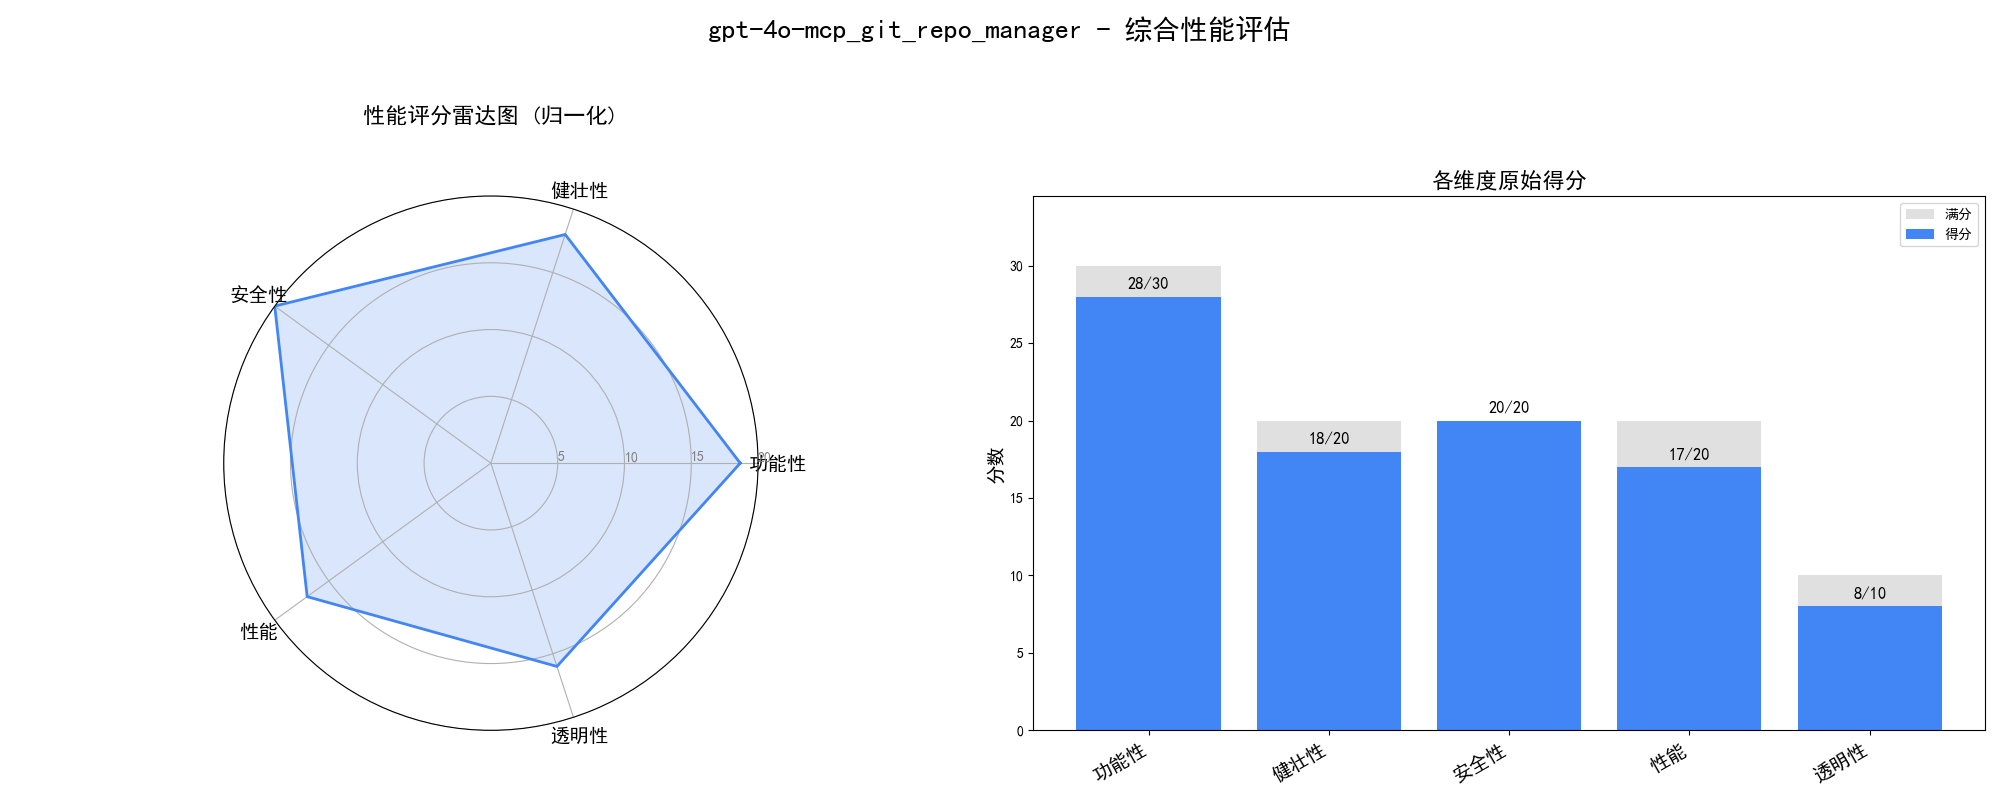 gpt-4o-mcp_git_repo_manager - 综合性能评估
性能评分雷达图 (归一化)
健壮性
安全性
功能性
性能
透明性
5
10
15
20
各维度原始得分
满分
得分
分数
30
25
20
15
10
5
0
28/30
18/20
20/20
17/20
8/10
功能性
健壮性
安全性
性能
透明性